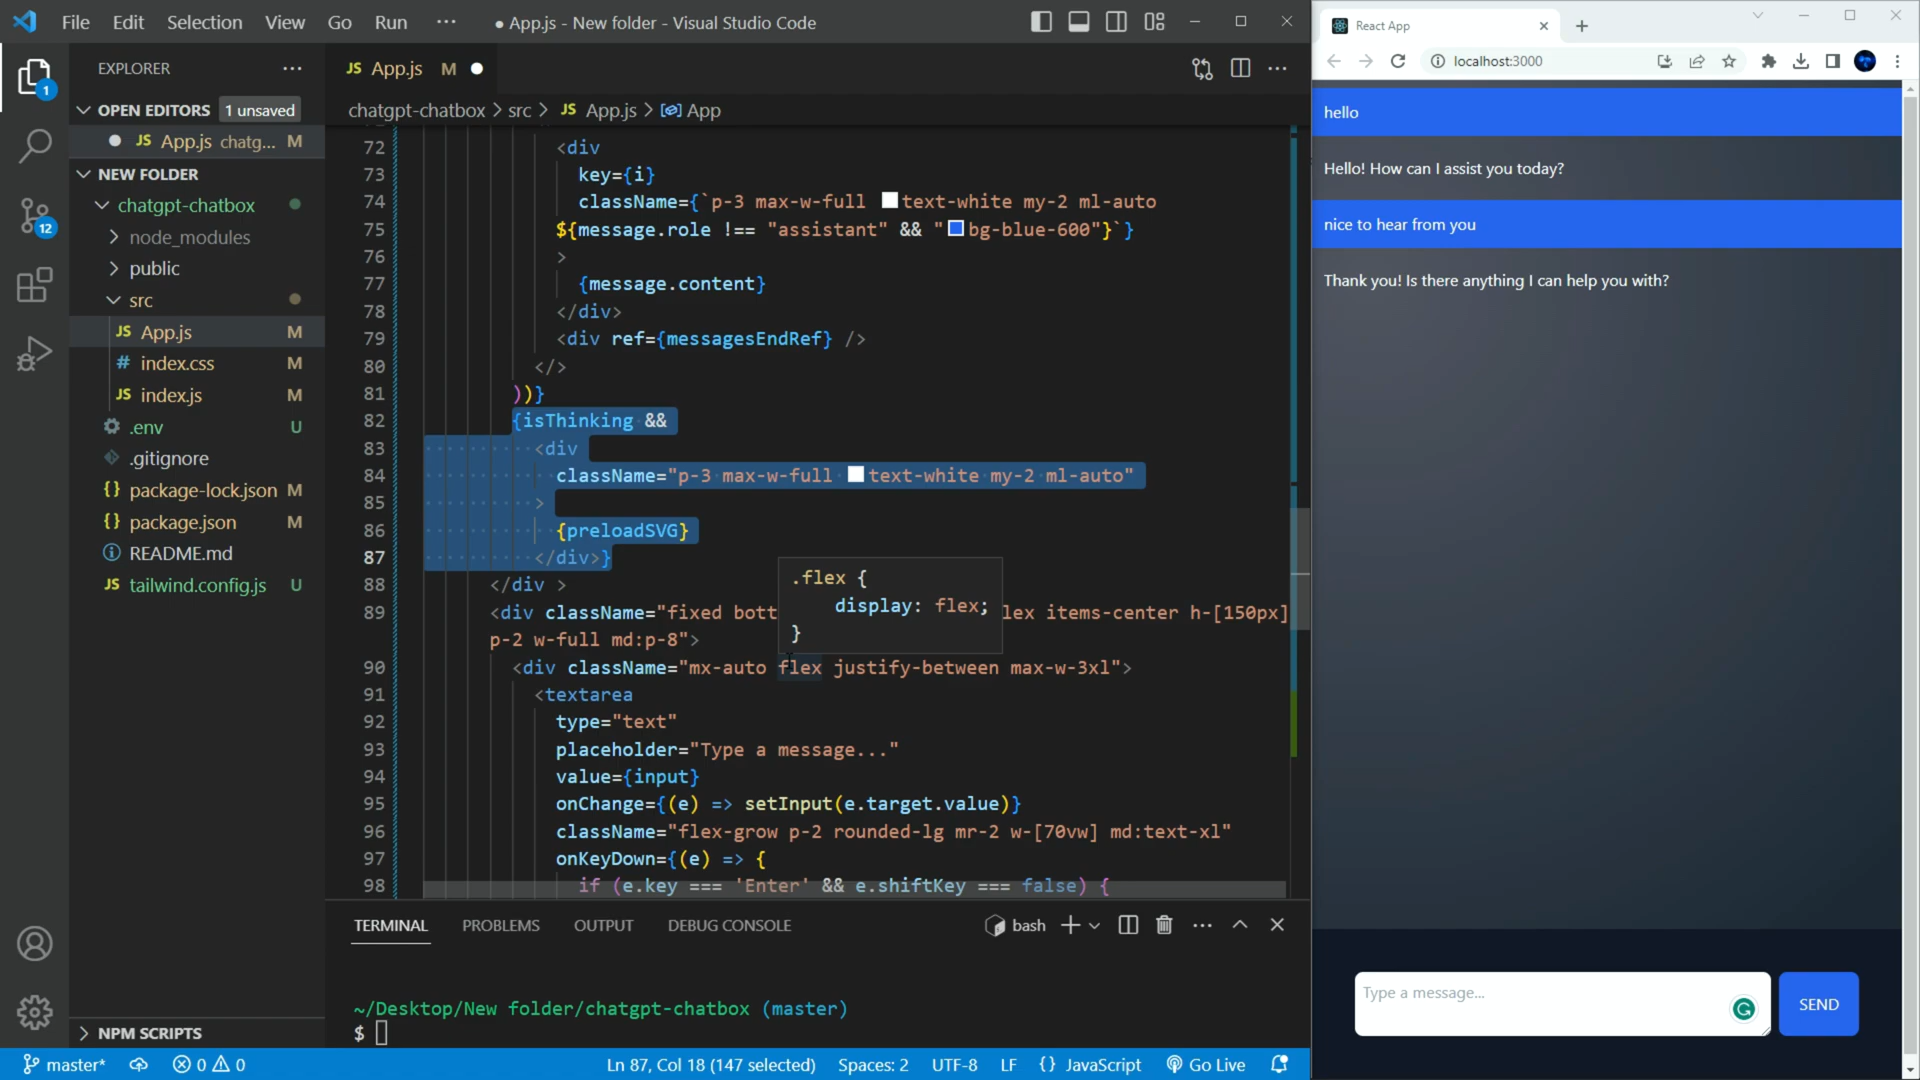 File Edit Selection View Go Run ··· ● App.js - New folder - Visual Studio Code
EXPLORER ···
OPEN EDITORS 1 unsaved
● JS App.js chatg... M
NEW FOLDER
chatgpt-chatbox
node_modules
public
src
JS App.js M
# index.css M
JS index.js M
.env U
.gitignore
{} package-lock.json M
{} package.json M
README.md
JS tailwind.config.js U
NPM SCRIPTS
1
12
JS App.js M ●
chatgpt-chatbox > src > JS App.js > App
72 <div
73 key={i}
74 className={`p-3 max-w-full text-white my-2 ml-auto
75 ${message.role !== "assistant" && "bg-blue-600"}`}
76 >
77 {message.content}
78 </div>
79 <div ref={messagesEndRef} />
80 </>
81 ))}
82 {isThinking &&
83 <div
84 className="p-3 max-w-full text-white my-2 ml-auto"
85 >
86 {preloadSVG}
87 </div>}
88 </div >
.flex {
display: flex;
}
89 <div className="fixed bott lex items-center h-[150px]
p-2 w-full md:p-8">
90 <div className="mx-auto flex justify-between max-w-3xl">
91 <textarea
92 type="text"
93 placeholder="Type a message..."
94 value={input}
95 onChange={(e) => setInput(e.target.value)}
96 className="flex-grow p-2 rounded-lg mr-2 w-[70vw] md:text-xl"
97 onKeyDown={(e) => {
98 if (e.key === 'Enter' && e.shiftKey === false) {
TERMINAL PROBLEMS OUTPUT DEBUG CONSOLE bash
~/Desktop/New folder/chatgpt-chatbox (master)
$
master* 0 0 Ln 87, Col 18 (147 selected) Spaces: 2 UTF-8 LF {} JavaScript Go Live
React App
localhost:3000
hello
Hello! How can I assist you today?
nice to hear from you
Thank you! Is there anything I can help you with?
Type a message...
SEND